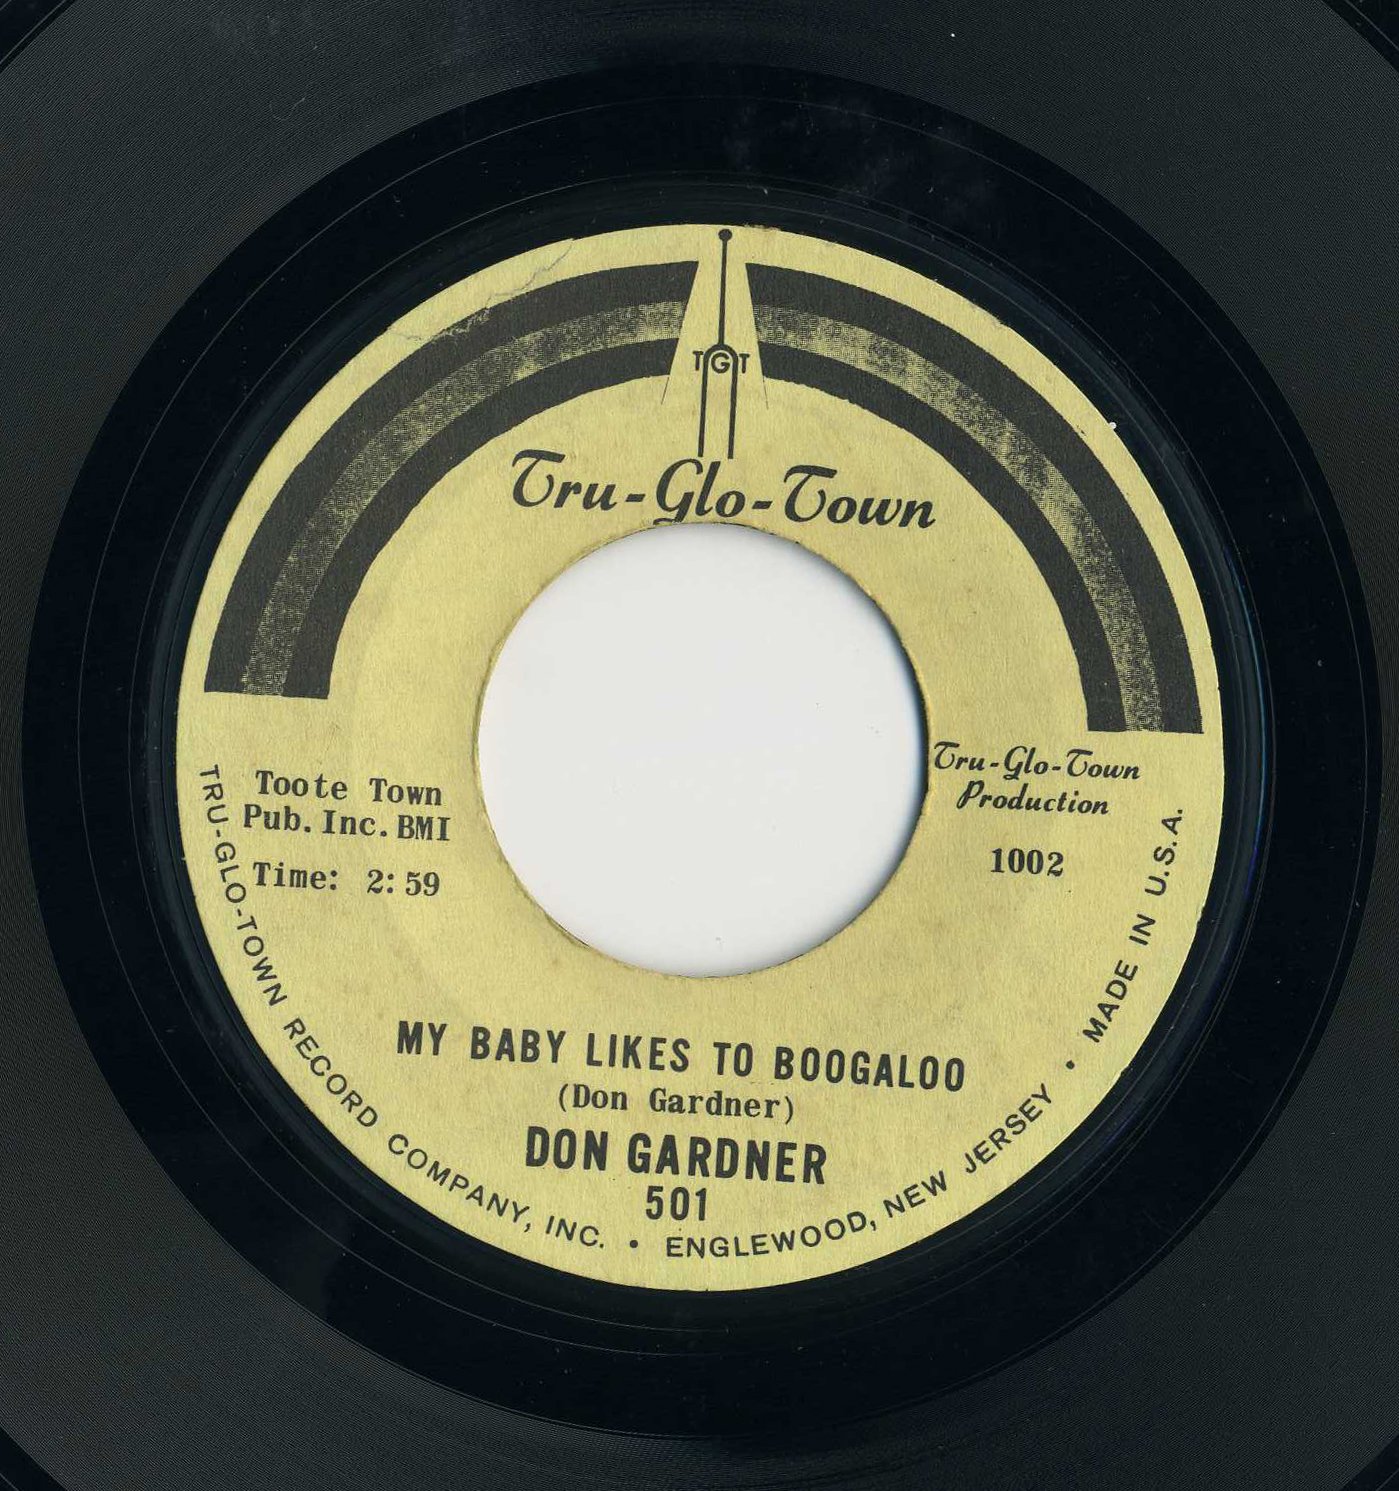 TGT
Tru-Glo-Town
Toote Town
Pub. Inc. BMI
Time: 2:59
Tru-Glo-Town
Production
1002
MY BABY LIKES TO BOOGALOO
(Don Gardner)
DON GARDNER
501
TRU-GLO-TOWN RECORD COMPANY, INC. • ENGLEWOOD, NEW JERSEY • MADE IN U.S.A.